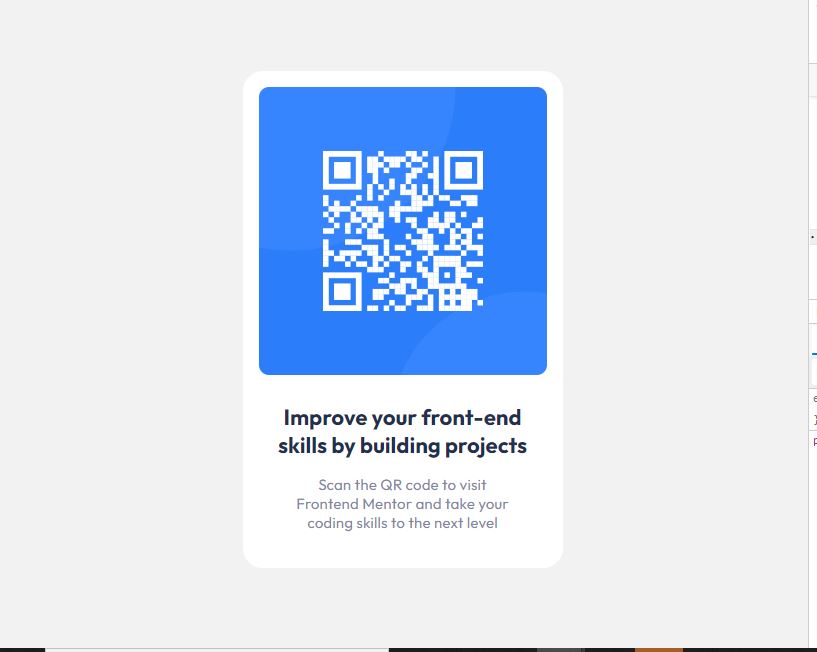 Improve your front-end
skills by building projects
Scan the QR code to visit
Frontend Mentor and take your
coding skills to the next level